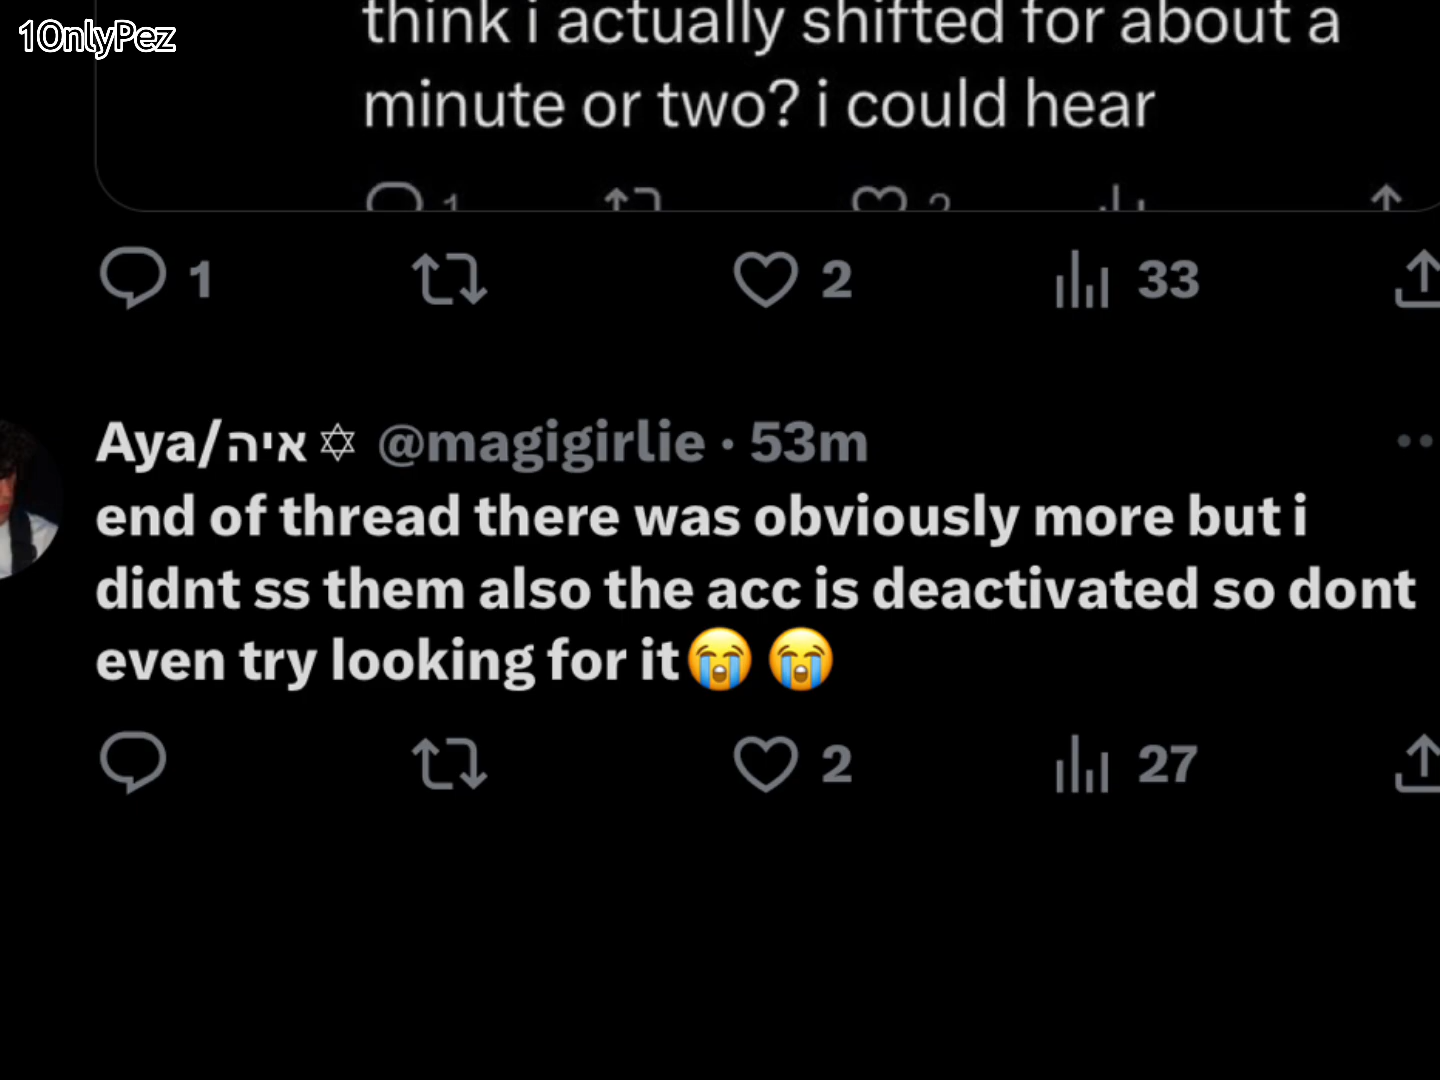 1OnlyPez
think i actually shifted for about a
minute or two? i could hear
1 2
1 2 33
Aya/איה ✡ @magigirlie · 53m
end of thread there was obviously more but i
didnt ss them also the acc is deactivated so dont
even try looking for it😭 😭
2 27